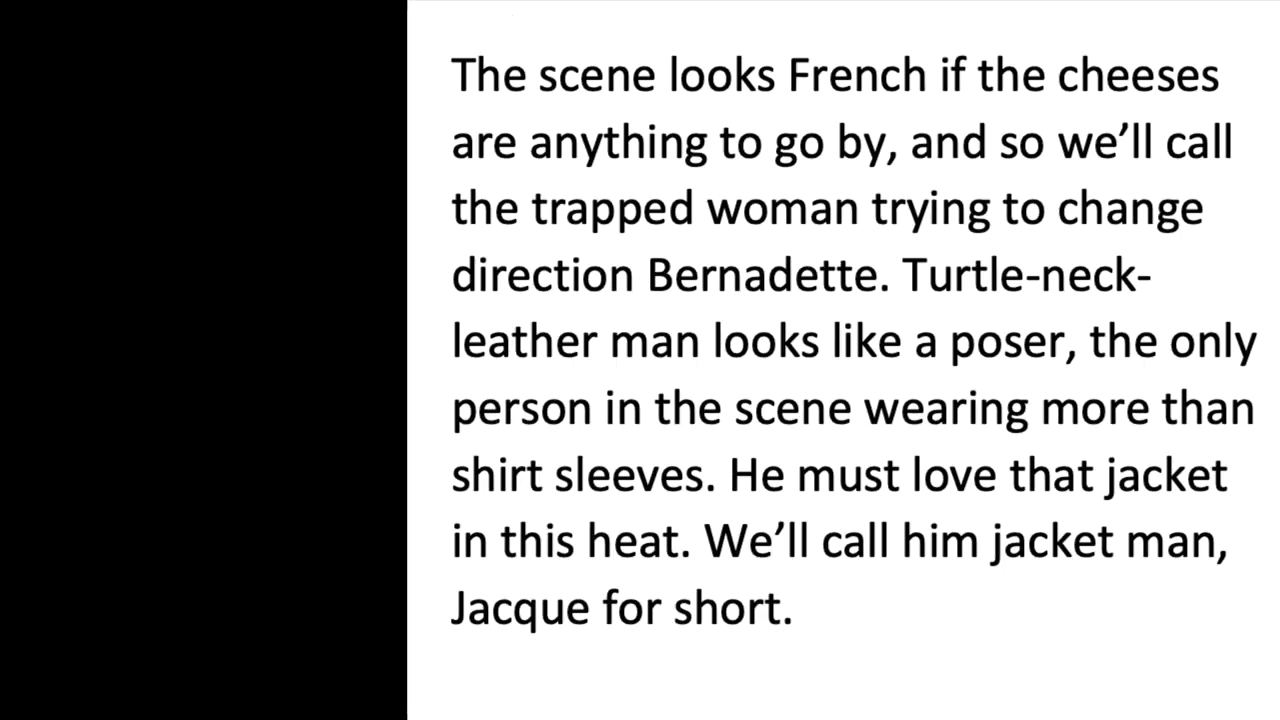 The scene looks French if the cheeses
are anything to go by, and so we’ll call
the trapped woman trying to change
direction Bernadette. Turtle-neck-
leather man looks like a poser, the only
person in the scene wearing more than
shirt sleeves. He must love that jacket
in this heat. We’ll call him jacket man,
Jacque for short.